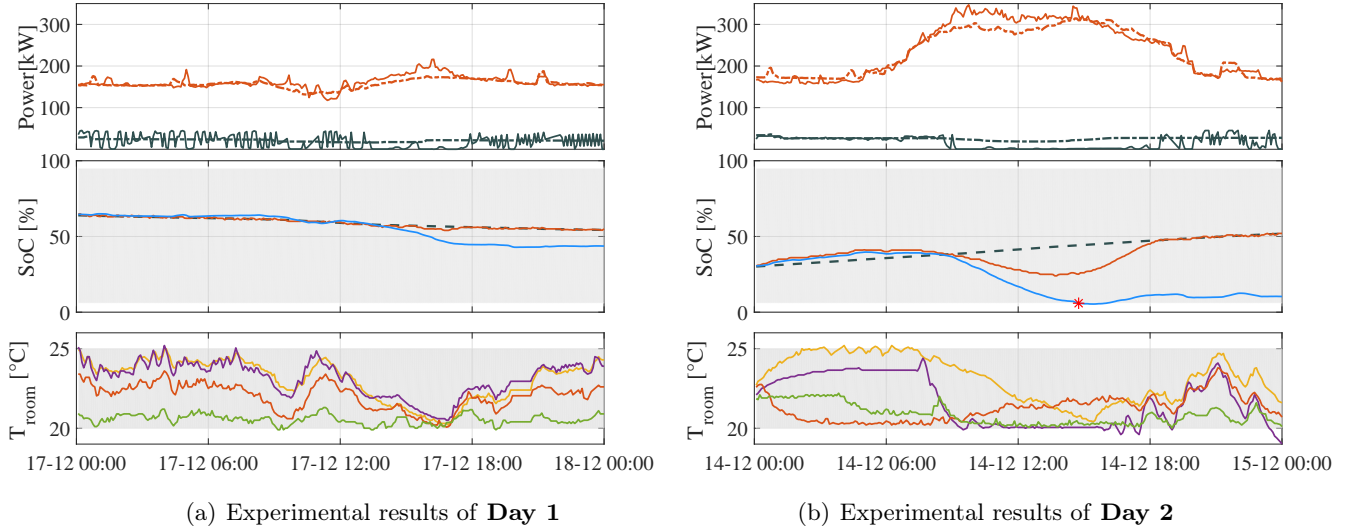 300
200
100
Power[kW]
100
50
0
SoC [%]
25
20
T_room [°C]
17-12 00:00 17-12 06:00 17-12 12:00 17-12 18:00 18-12 00:00
(a) Experimental results of Day 1
300
200
100
Power[kW]
100
50
0
SoC [%]
25
20
T_room [°C]
14-12 00:00 14-12 06:00 14-12 12:00 14-12 18:00 15-12 00:00
(b) Experimental results of Day 2